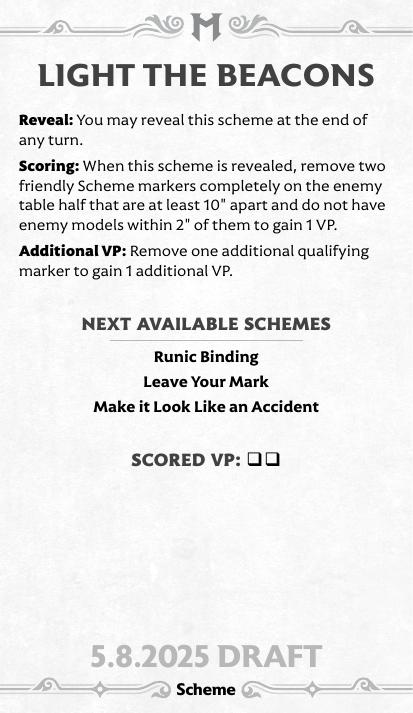 LIGHT THE BEACONS
Reveal: You may reveal this scheme at the end of
any turn.
Scoring: When this scheme is revealed, remove two
friendly Scheme markers completely on the enemy
table half that are at least 10" apart and do not have
enemy models within 2" of them to gain 1 VP.
Additional VP: Remove one additional qualifying
marker to gain 1 additional VP.
NEXT AVAILABLE SCHEMES
Runic Binding
Leave Your Mark
Make it Look Like an Accident
SCORED VP: ❑❑
5.8.2025 DRAFT
Scheme